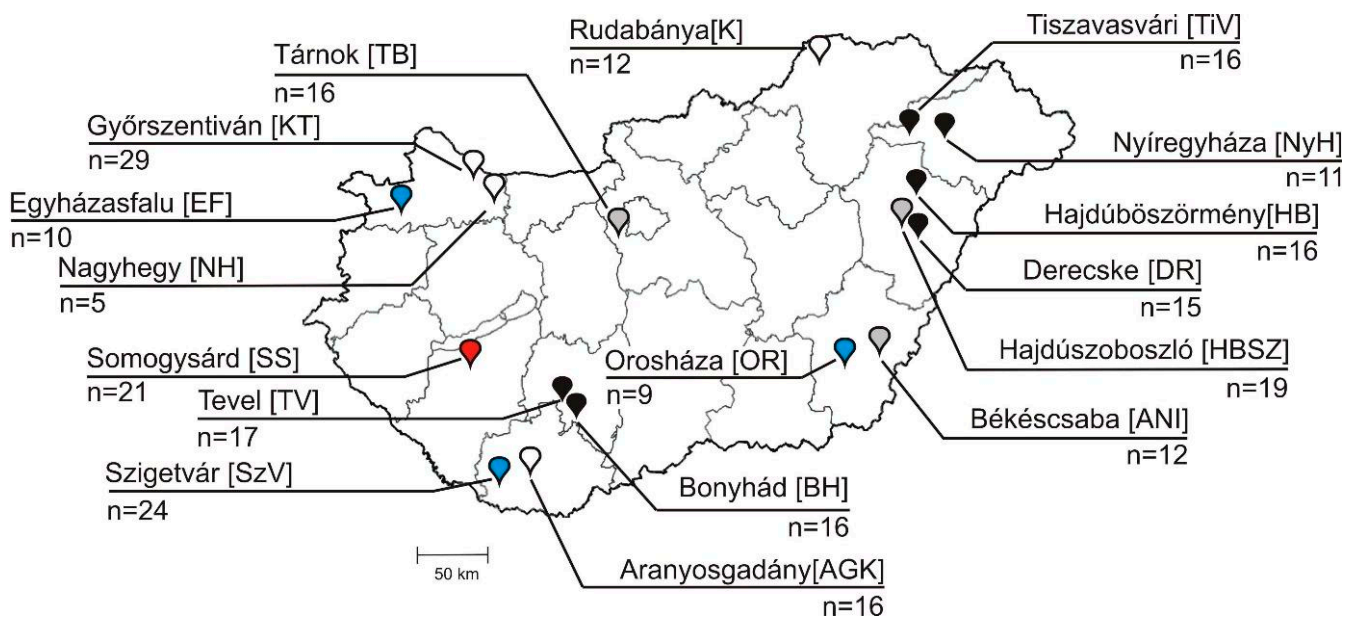 Rudabánya[K]
n=12
Tiszavasvári [TiV]
n=16
Tárnok [TB]
n=16
Győrszentiván [KT]
n=29
Nyíregyháza [NyH]
n=11
Egyházasfalu [EF]
n=10
Hajdúböszörmény[HB]
n=16
Nagyhegy [NH]
n=5
Derecske [DR]
n=15
Somogysárd [SS]
n=21
Orosháza [OR]
n=9
Hajdúszoboszló [HBSZ]
n=19
Tevel [TV]
n=17
Békéscsaba [ANI]
n=12
Szigetvár [SzV]
n=24
Bonyhád [BH]
n=16
50 km
Aranyosgadány[AGK]
n=16